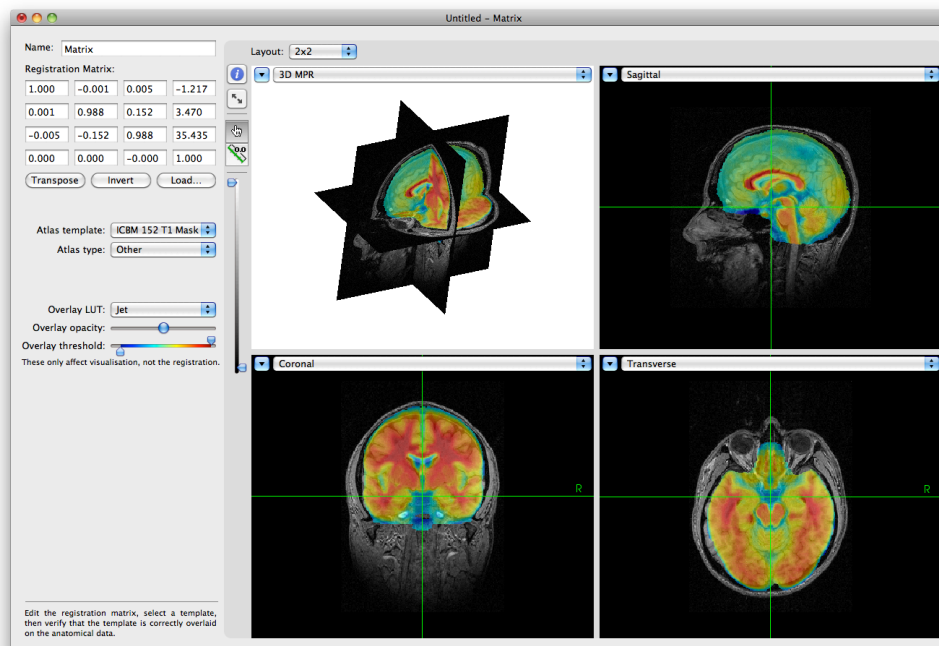 Untitled – Matrix
Name: Matrix
Registration Matrix:
1.000 -0.001 0.005 -1.217
0.001 0.988 0.152 3.470
-0.005 -0.152 0.988 35.435
0.000 0.000 -0.000 1.000
Transpose Invert Load...
Atlas template: ICBM 152 T1 Mask
Atlas type: Other
Overlay LUT: Jet
Overlay opacity:
Overlay threshold:
These only affect visualisation, not the registration.
Edit the registration matrix, select a template,
then verify that the template is correctly overlaid
on the anatomical data.
Layout: 2x2
i
0.0
3D MPR
Sagittal
Coronal
R
Transverse
R